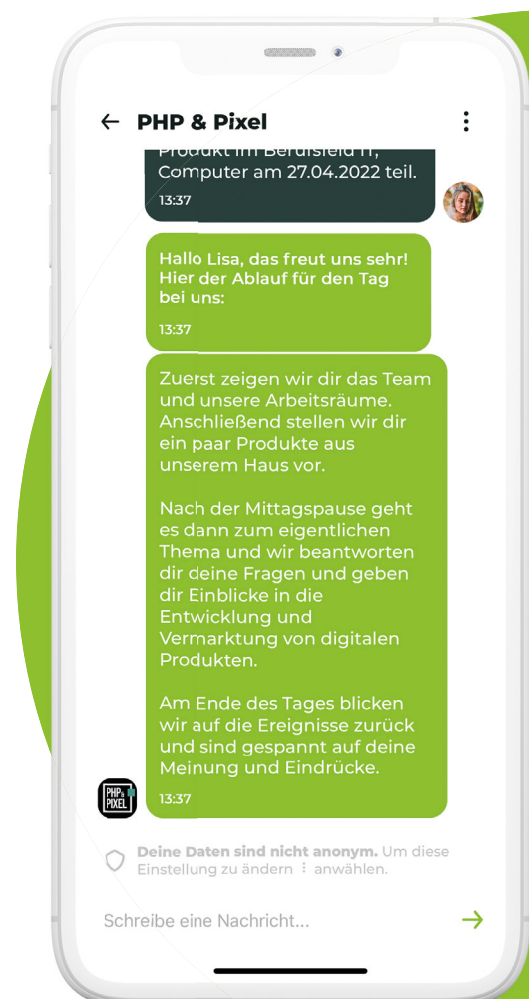 PHP & Pixel
Produkt im Berufsfeld IT,
Computer am 27.04.2022 teil.
13:37
Hallo Lisa, das freut uns sehr!
Hier der Ablauf für den Tag
bei uns:
13:37
Zuerst zeigen wir dir das Team
und unsere Arbeitsräume.
Anschließend stellen wir dir
ein paar Produkte aus
unserem Haus vor.
Nach der Mittagspause geht
es dann zum eigentlichen
Thema und wir beantworten
dir deine Fragen und geben
dir Einblicke in die
Entwicklung und
Vermarktung von digitalen
Produkten.
Am Ende des Tages blicken
wir auf die Ereignisse zurück
und sind gespannt auf deine
Meinung und Eindrücke.
13:37
PHP&
PIXEL
Deine Daten sind nicht anonym. Um diese
Einstellung zu ändern ⋮ anwählen.
Schreibe eine Nachricht...